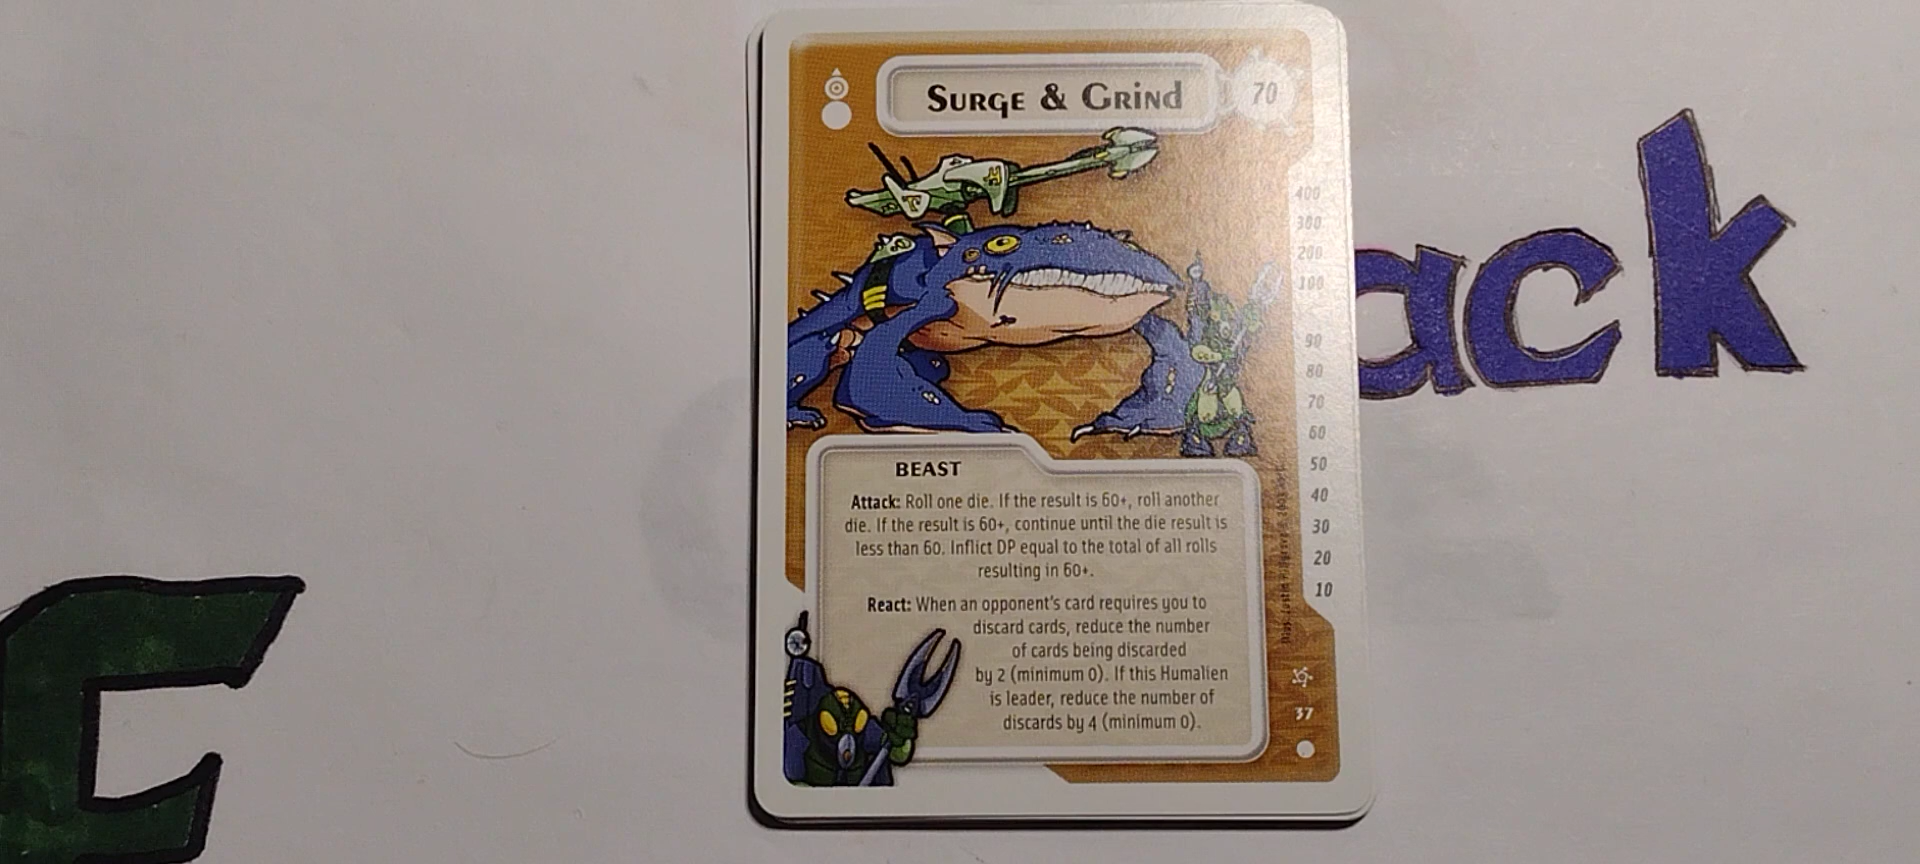 Surge & Grind
70
400
300
200
100
90
80
70
60
50
40
30
20
10
BEAST
Attack: Roll one die. If the result is 60+, roll another
die. If the result is 60+, continue until the die result is
less than 60. Inflict DP equal to the total of all rolls
resulting in 60+.
React: When an opponent's card requires you to
discard cards, reduce the number
of cards being discarded
by 2 (minimum 0). If this Humalien
is leader, reduce the number of
discards by 4 (minimum 0).
37
ack